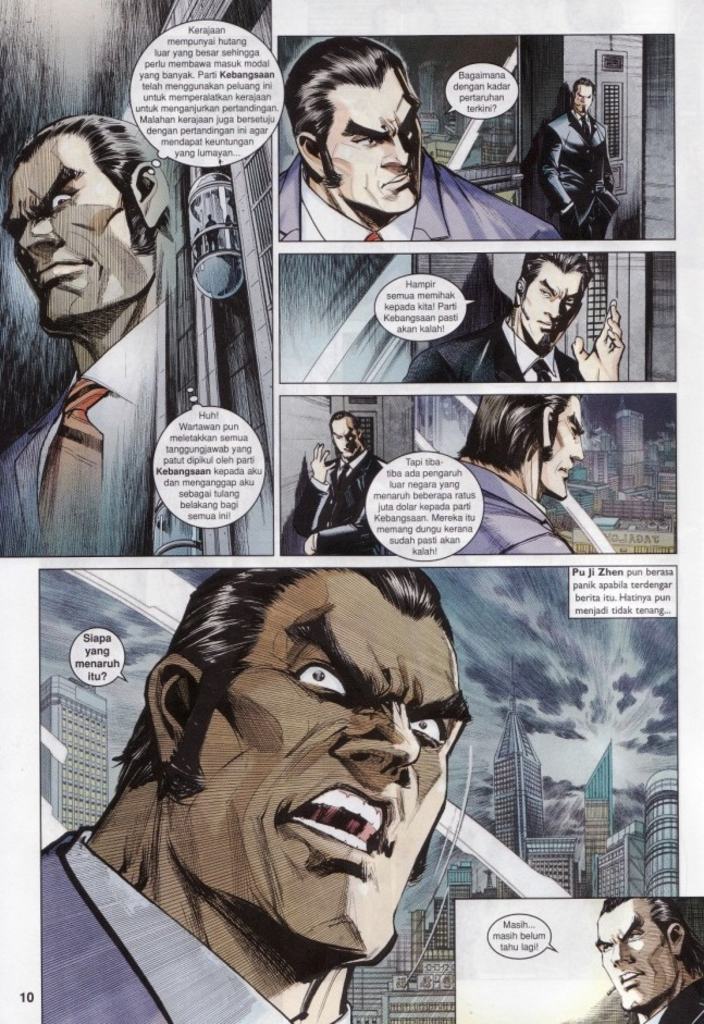 Kerajaan
mempunyai hutang
luar yang besar sehingga
perlu membawa masuk modal
yang banyak. Parti Kebangsaan
telah menggunakan peluang ini
untuk memperalatkan kerajaan
untuk menganjurkan pertandingan.
Malahan kerajaan juga bersetuju
dengan pertandingan ini agar
mendapat keuntungan
yang lumayan...
Huh!
Wartawan pun
meletakkan semua
tanggungjawab yang
patut dipikul oleh parti
Kebangsaan kepada aku
dan menganggap aku
sebagai tulang
belakang bagi
semua ini!
Bagaimana
dengan kadar
pertaruhan
terkini?
Hampir
semua memihak
kepada kita! Parti
Kebangsaan pasti
akan kalah!
Tapi tiba-
tiba ada pengaruh
luar negara yang
menaruh beberapa ratus
juta dolar kepada parti
Kebangsaan. Mereka itu
memang dungu kerana
sudah pasti akan
kalah!
Pu Ji Zhen pun berasa
panik apabila terdengar
berita itu. Hatinya pun
menjadi tidak tenang...
Siapa
yang
menaruh
itu?
Masih...
masih belum
tahu lagi!
10